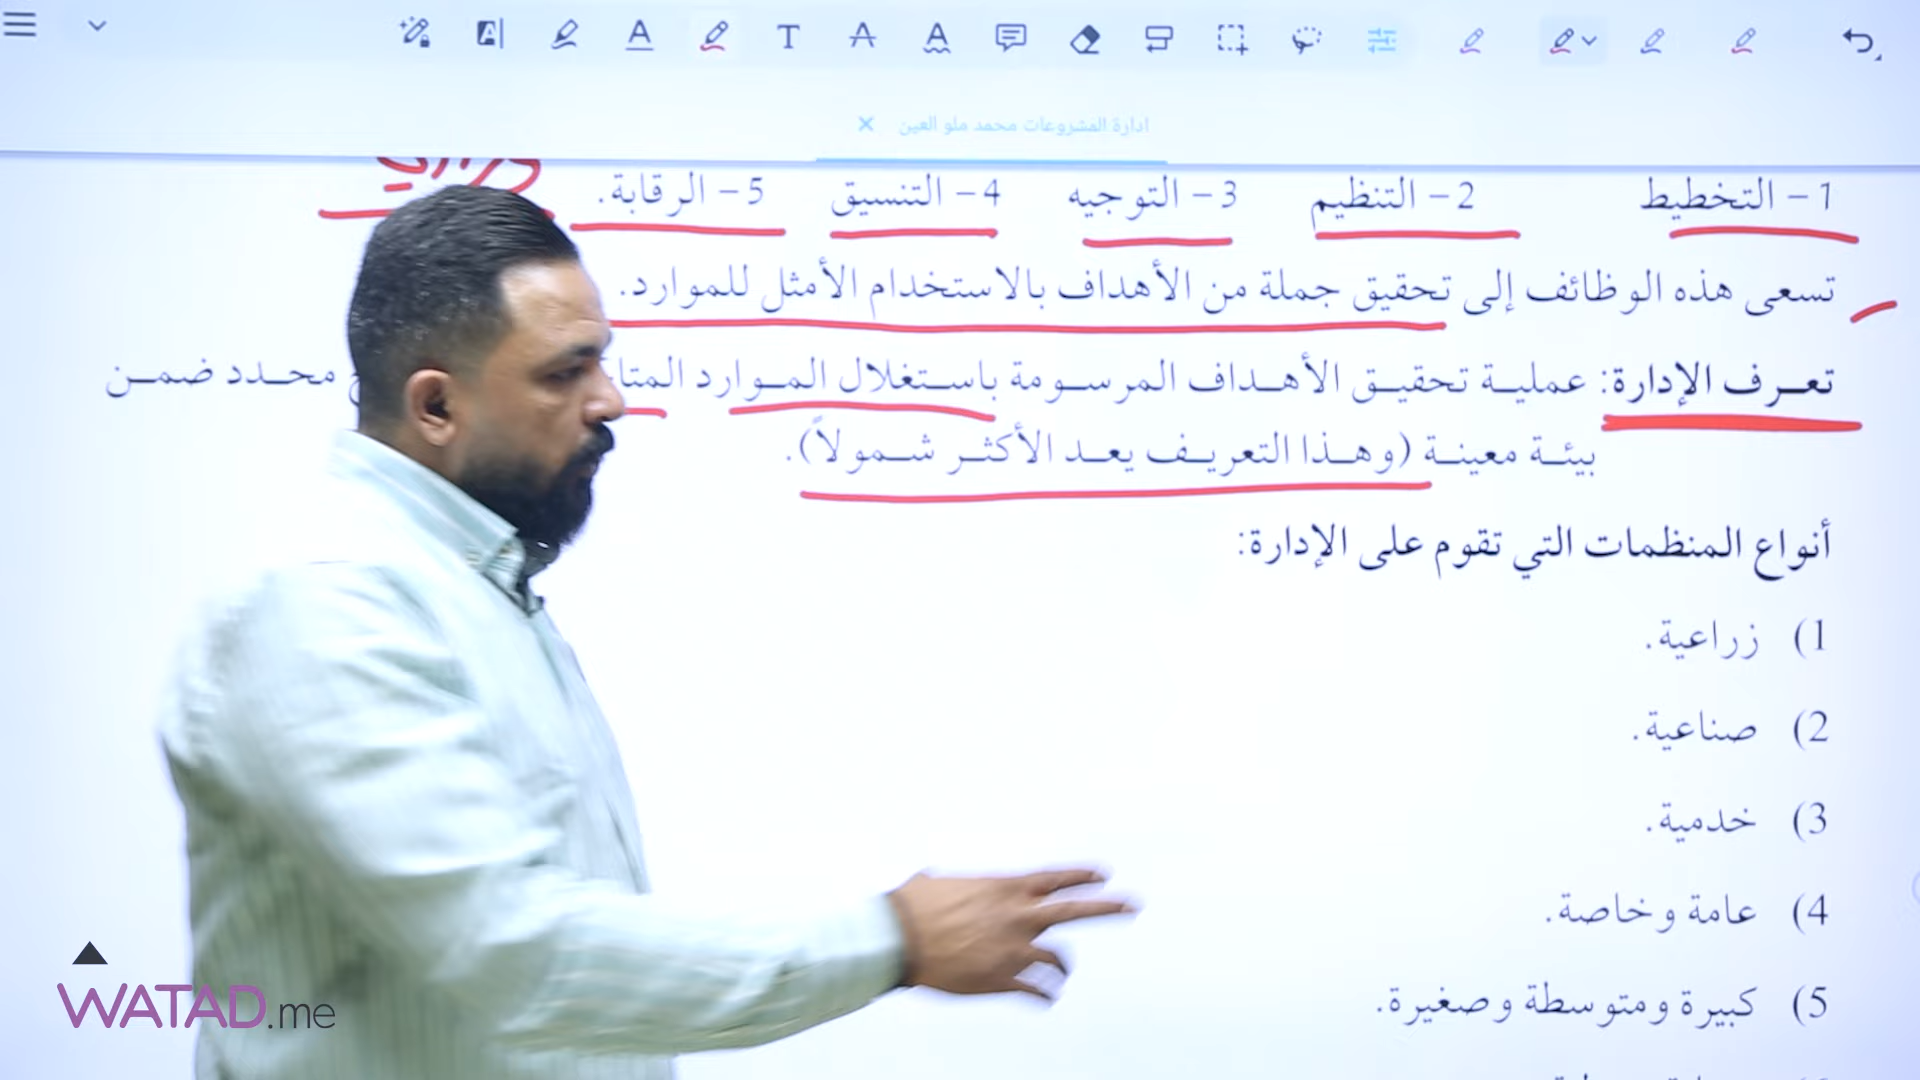 ادارة المشروعات محمد ملو العين
1– التخطيط 2– التنظيم 3– التوجيه 4– التنسيق 5– الرقابة.
تسعى هذه الوظائف إلى تحقيق جملة من الأهداف بالاستخدام الأمثل للموارد.
تعرف الإدارة: عملية تحقيق الأهداف المرسومة باستغلال الموارد محدد ضمن
بيئة معينة (وهذا التعريف يعد الأكثر شمولاً).
أنواع المنظمات التي تقوم على الإدارة:
1) زراعية.
2) صناعية.
3) خدمية.
4) عامة وخاصة.
5) كبيرة ومتوسطة وصغيرة.
WATAD.me